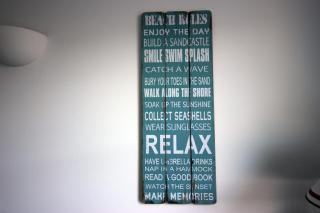 BEACH RULES
ENJOY THE DAY
BUILD A SANDCASTLE
SMILE SWIM SPLASH
CATCH A WAVE
BURY YOUR TOES IN THE SAND
WALK ALONG THE SHORE
SOAK UP THE SUNSHINE
COLLECT SEASHELLS
WEAR SUNGLASSES
RELAX
HAVE UMBRELLA DRINKS
NAP IN A HAMMOCK
READ A GOOD BOOK
WATCH THE SUNSET
MAKE MEMORIES